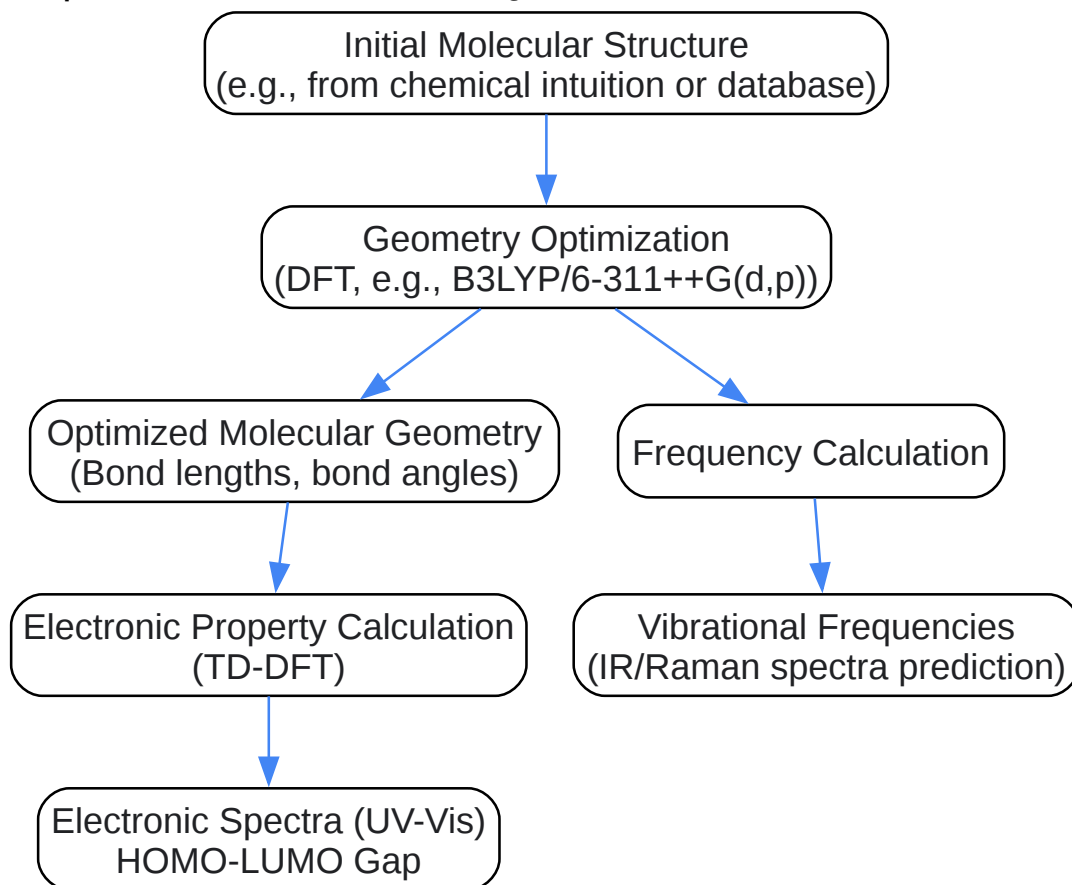 Initial Molecular Structure
(e.g., from chemical intuition or database)
Geometry Optimization
(DFT, e.g., B3LYP/6-311++G(d,p))
Optimized Molecular Geometry
(Bond lengths, bond angles)
Frequency Calculation
Electronic Property Calculation
(TD-DFT)
Vibrational Frequencies
(IR/Raman spectra prediction)
Electronic Spectra (UV-Vis)
HOMO-LUMO Gap